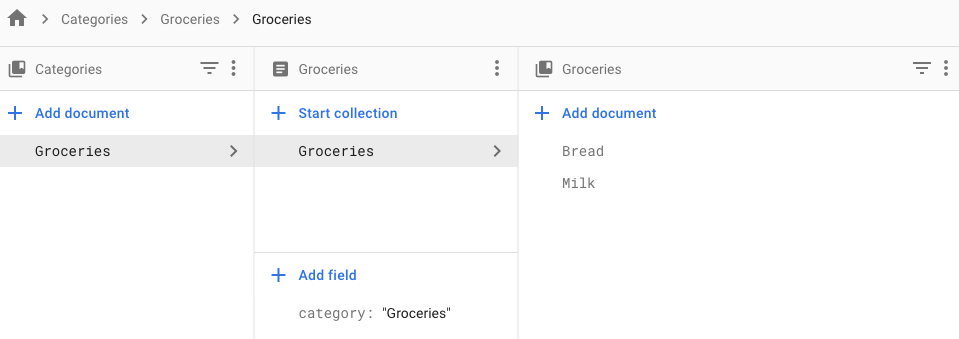 Categories > Groceries > Groceries
Categories
Add document
Groceries
Groceries
Start collection
Groceries
Add field
category: "Groceries"
Groceries
Add document
Bread
Milk